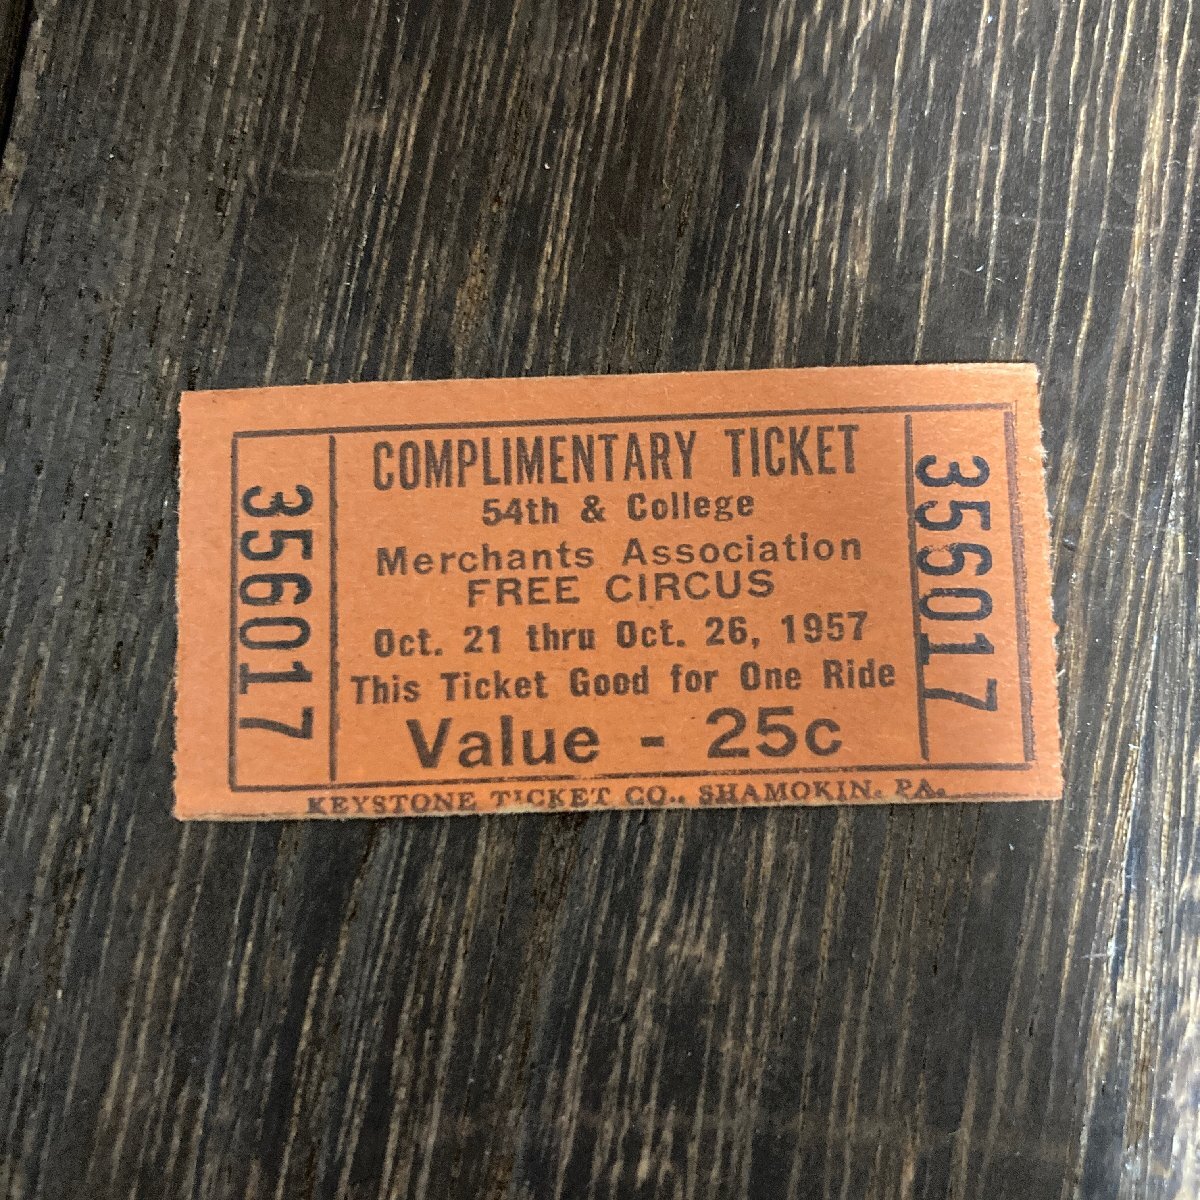 356017
COMPLIMENTARY TICKET
54th & College
Merchants Association
FREE CIRCUS
Oct. 21 thru Oct. 26, 1957
This Ticket Good for One Ride
Value - 25c
356017
KEYSTONE TICKET CO., SHAMOKIN, PA.